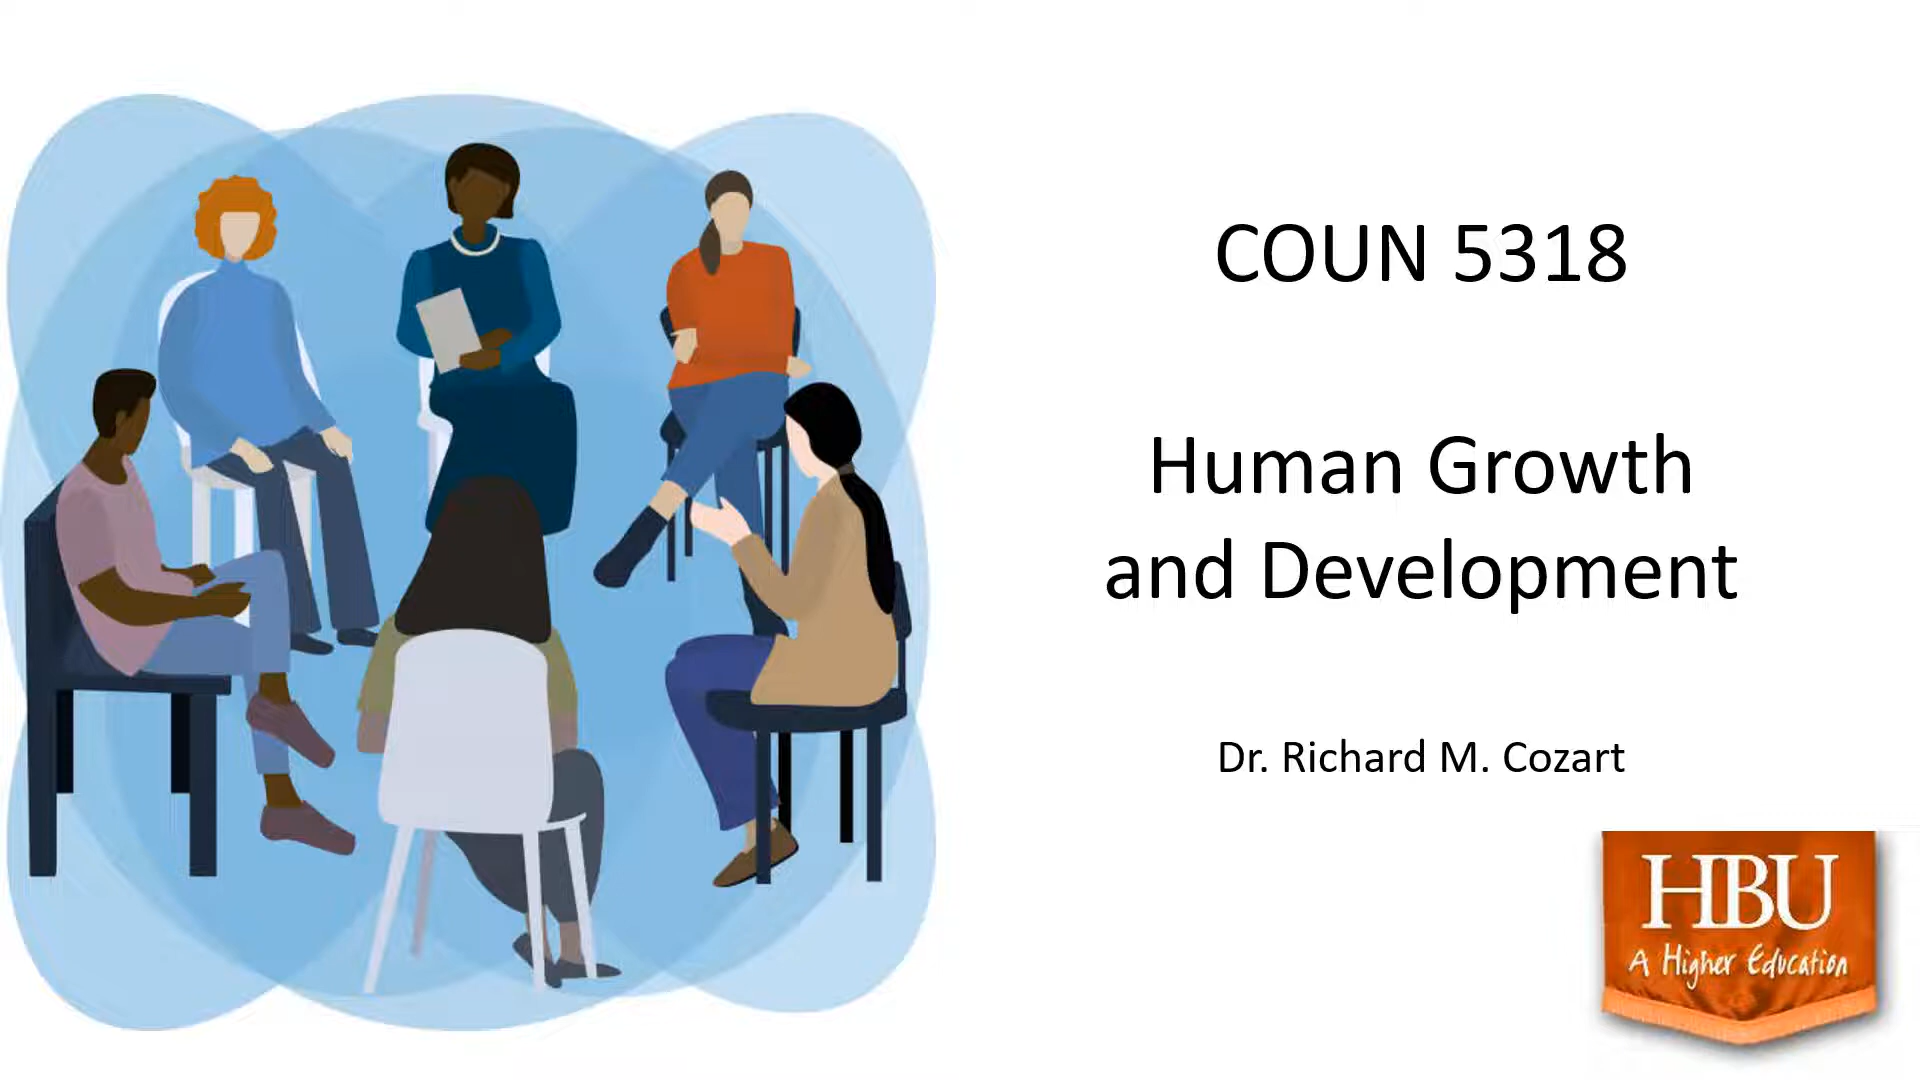 COUN 5318
Human Growth
and Development
Dr. Richard M. Cozart
HBU
A Higher Education